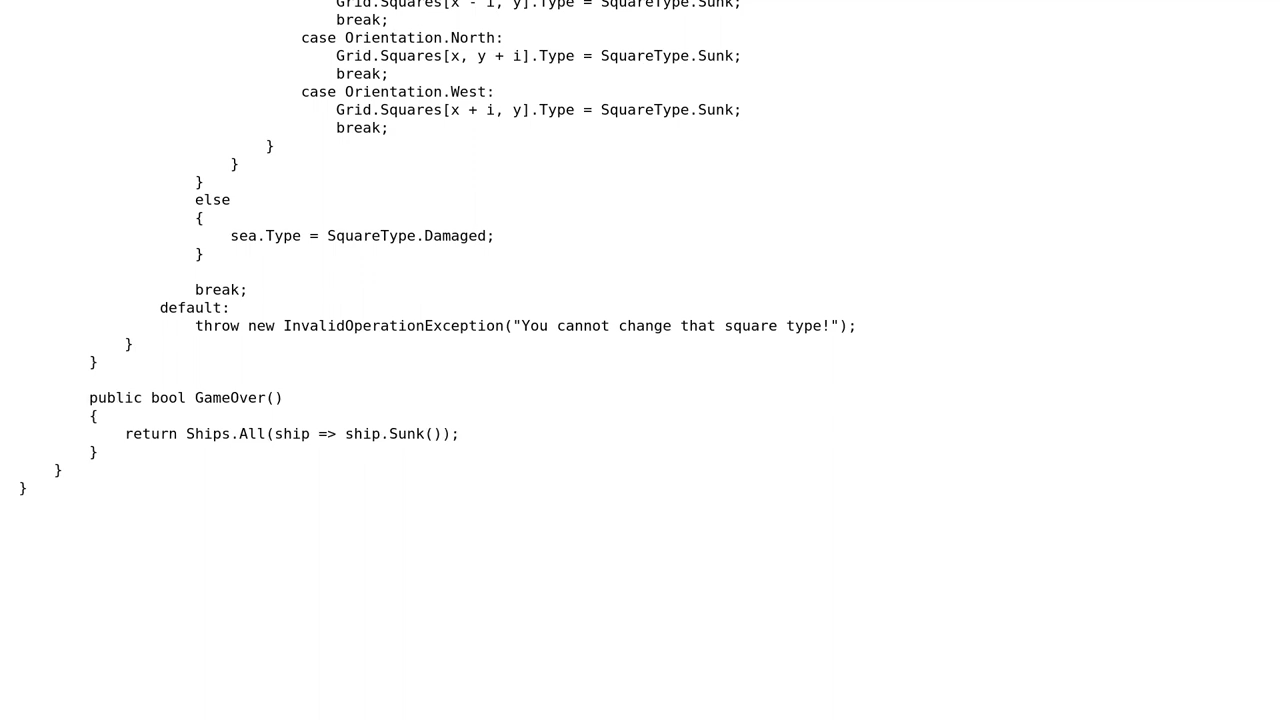 Grid.Squares[x - i, y].Type = SquareType.Sunk;
break;
case Orientation.North:
Grid.Squares[x, y + i].Type = SquareType.Sunk;
break;
case Orientation.West:
Grid.Squares[x + i, y].Type = SquareType.Sunk;
break;
}
}
}
else
{
sea.Type = SquareType.Damaged;
}
break;
default:
throw new InvalidOperationException("You cannot change that square type!");
}
}
public bool GameOver()
{
return Ships.All(ship => ship.Sunk());
}
}
}